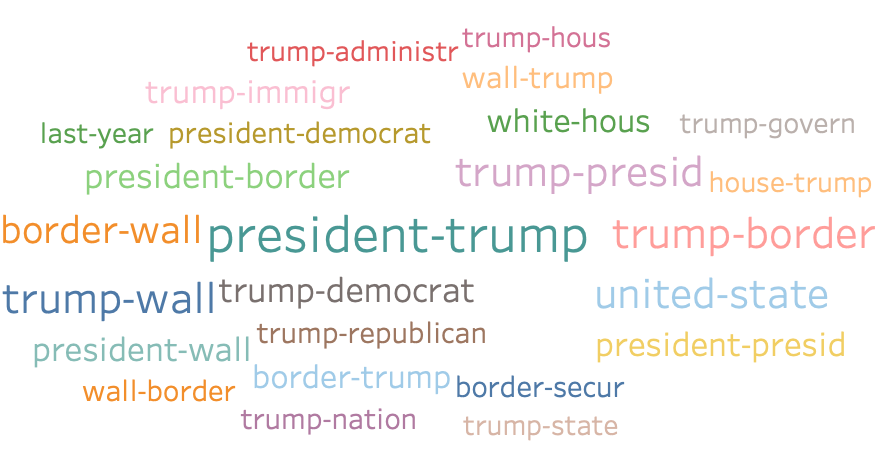 trump-administr trump-hous
trump-immigr wall-trump
last-year president-democrat white-hous trump-govern
president-border trump-presid house-trump
border-wall president-trump trump-border
trump-wall trump-democrat united-state
president-wall trump-republican president-presid
wall-border border-trump border-secur
trump-nation trump-state